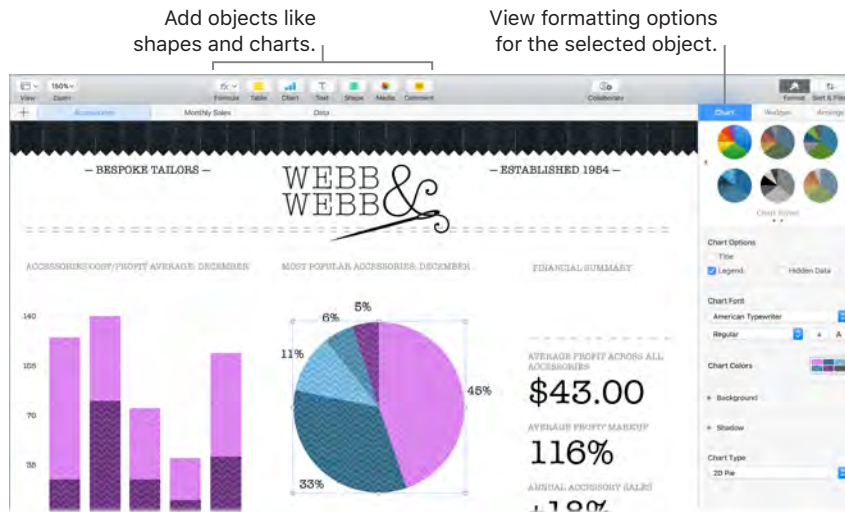 Add objects like
shapes and charts.
View formatting options
for the selected object.
150%
View
Zoom
Formula
Table
Chart
Text
Shape
Media
Comment
Collaborate
Format
Sort & Filter
Accessories
Monthly Sales
Data
Chart
Wedges
Arrange
— BESPOKE TAILORS —
WEBB &
WEBB
— ESTABLISHED 1954 —
Chart Styles
ACCESSORIES COST/PROFIT AVERAGE: DECEMBER
MOST POPULAR ACCESSORIES: DECEMBER
FINANCIAL SUMMARY
140
105
70
35
5%
6%
11%
45%
33%
AVERAGE PROFIT ACROSS ALL
ACCESSORIES
$43.00
AVERAGE PROFIT MARKUP
116%
ANNUAL ACCESSORY SALES
+18%
Chart Options
Title
Legend
Hidden Data
Chart Font
American Typewriter
Regular
A
Chart Colors
Background
Shadow
Chart Type
2D Pie